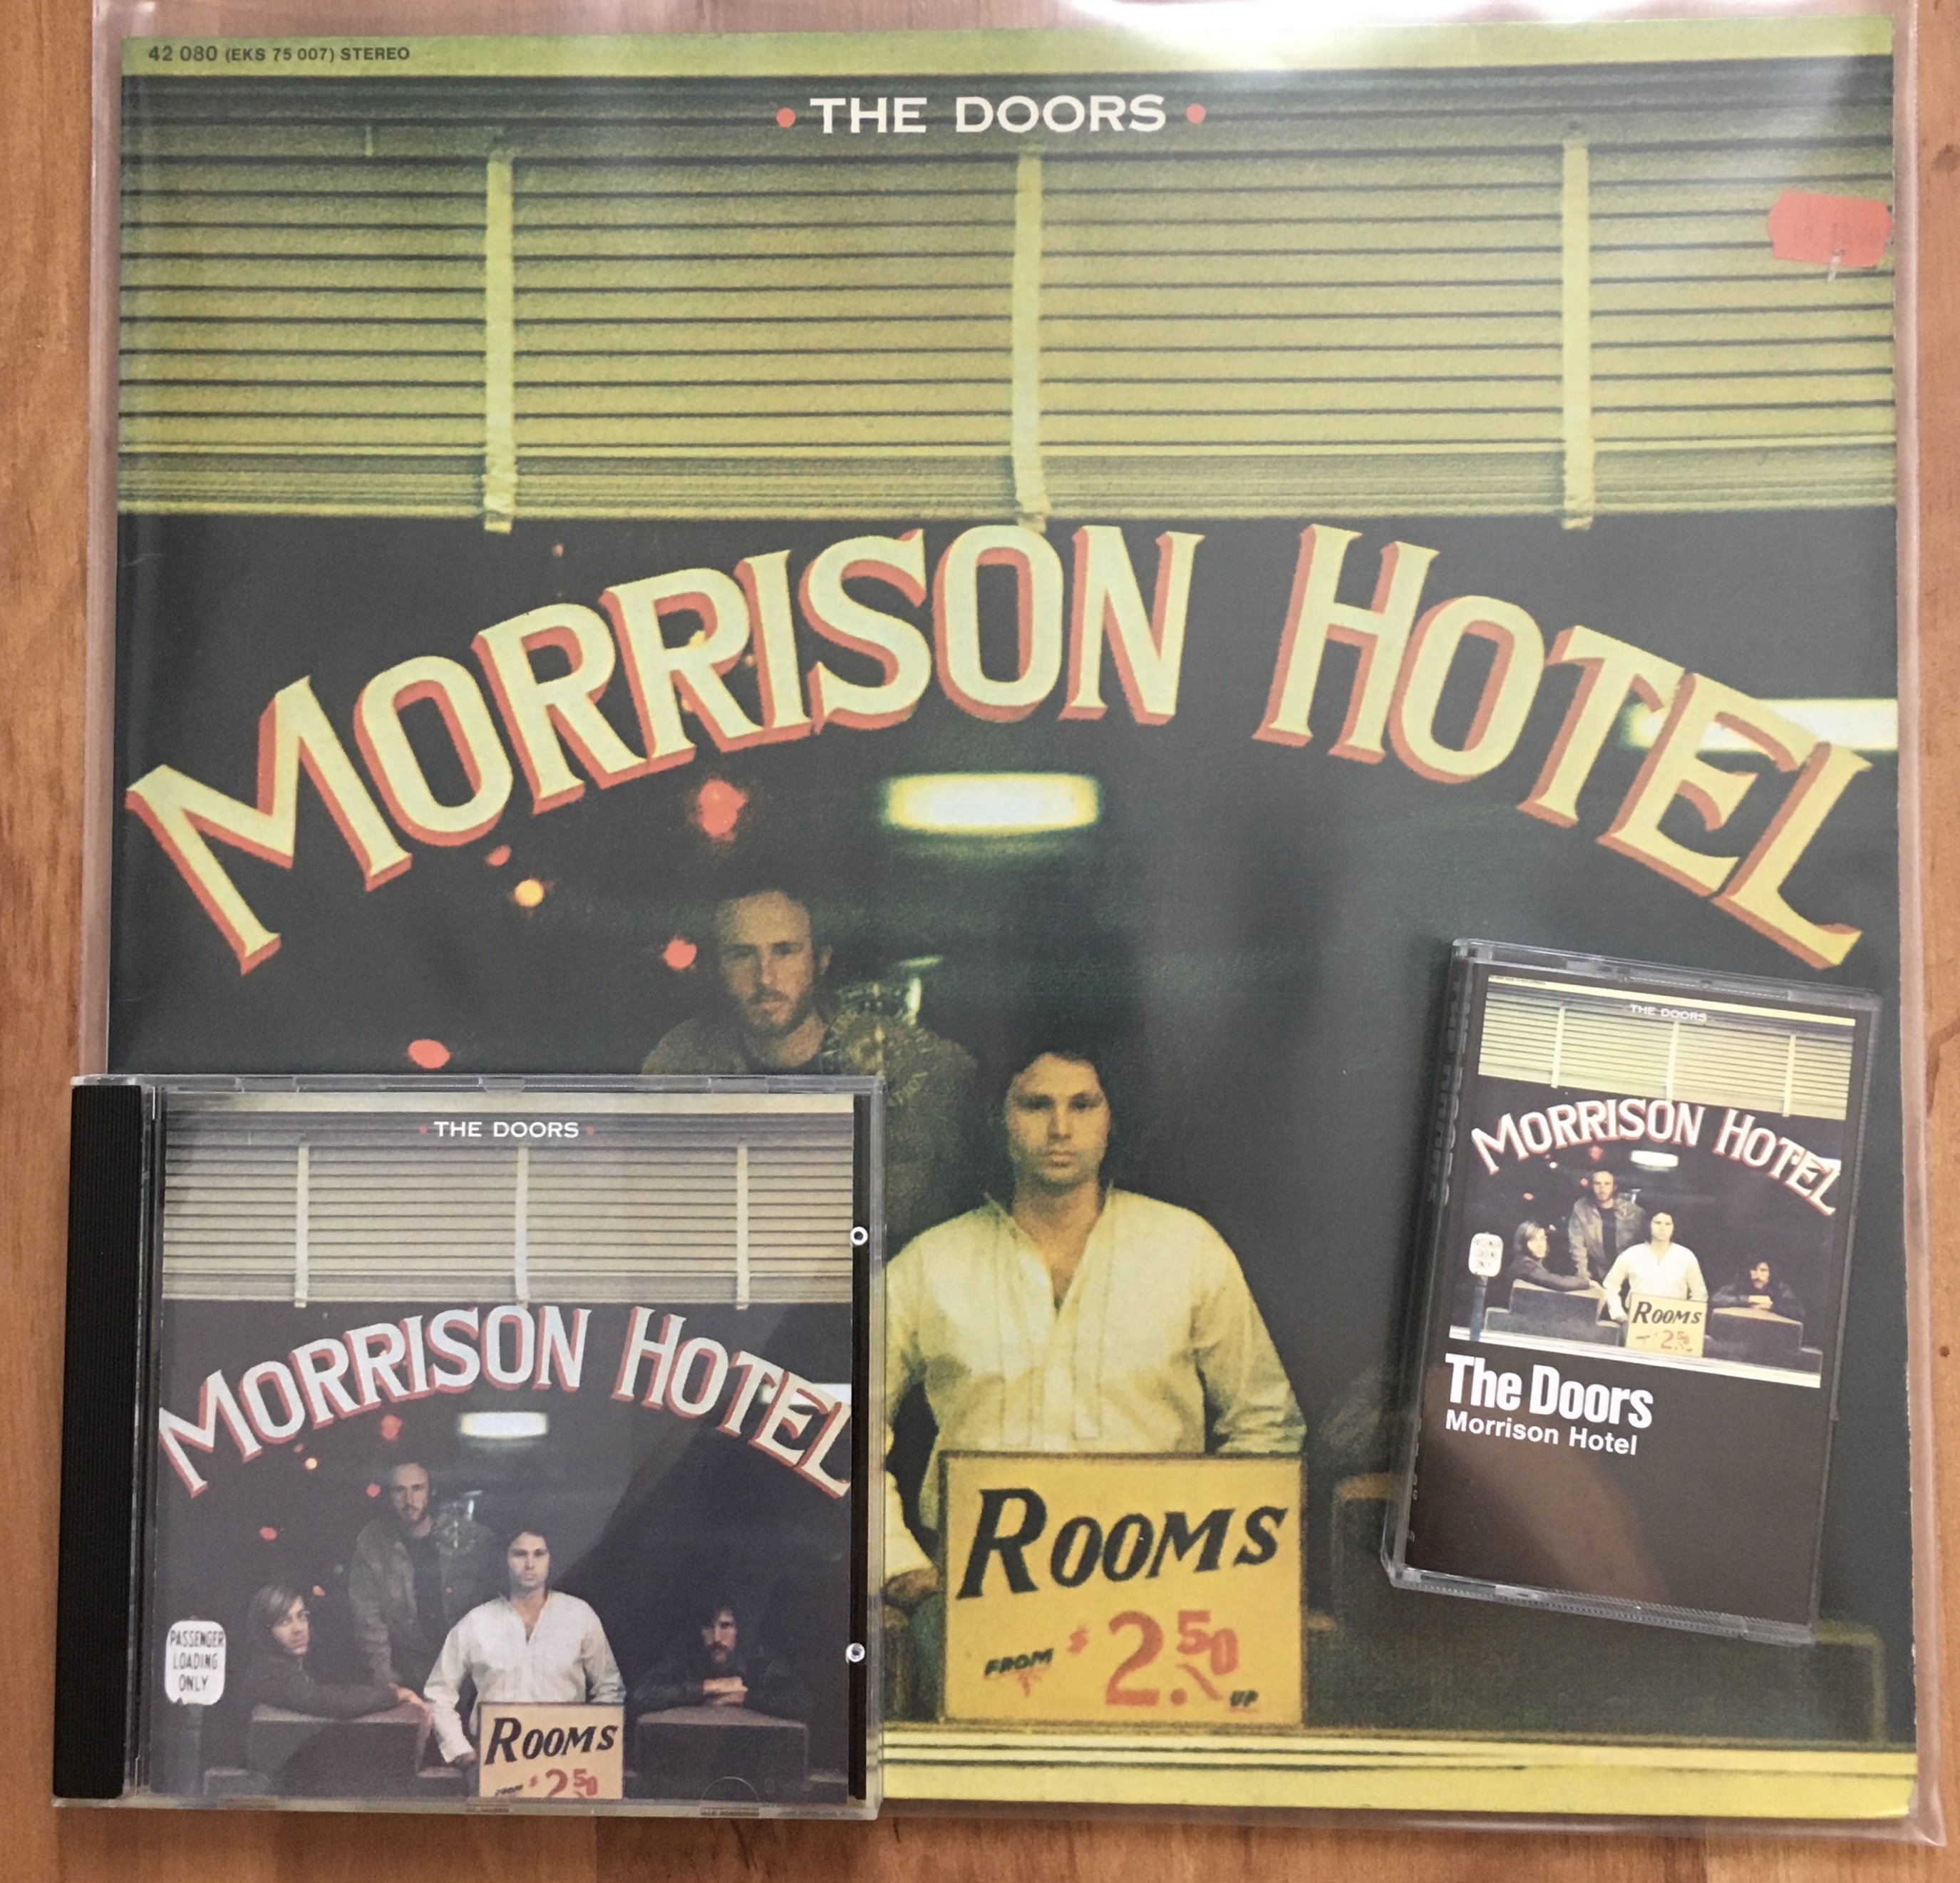 42 080 (EKS 75 007) STEREO
• THE DOORS •
MORRISON HOTEL
ROOMS
FROM $2.50 UP
• THE DOORS •
MORRISON HOTEL
PASSENGER
LOADING
ONLY
ROOMS
FROM $2.50
THE DOORS
MORRISON HOTEL
ROOMS
$2.50
The Doors
Morrison Hotel